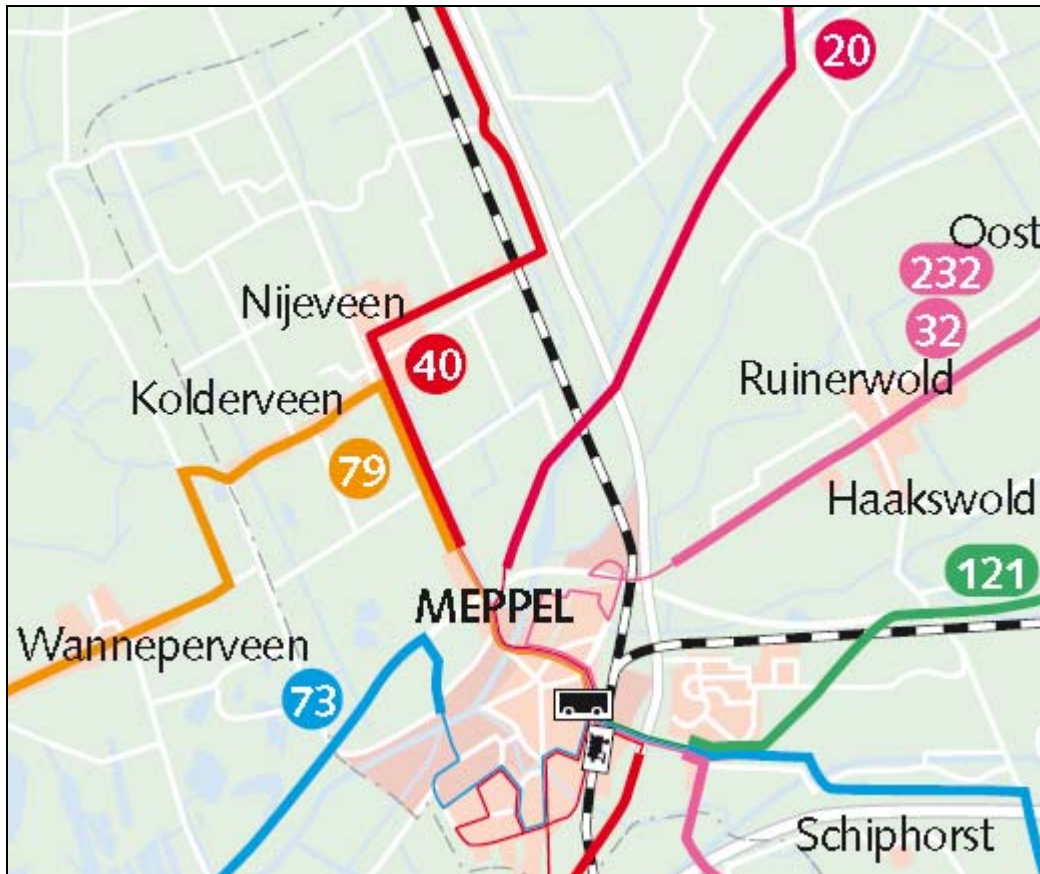 20
Oost
232
Nijeveen
32
40
Ruinerwold
Kolderveen
79
Haakswold
121
MEPPEL
Wanneperveen
73
Schiphorst